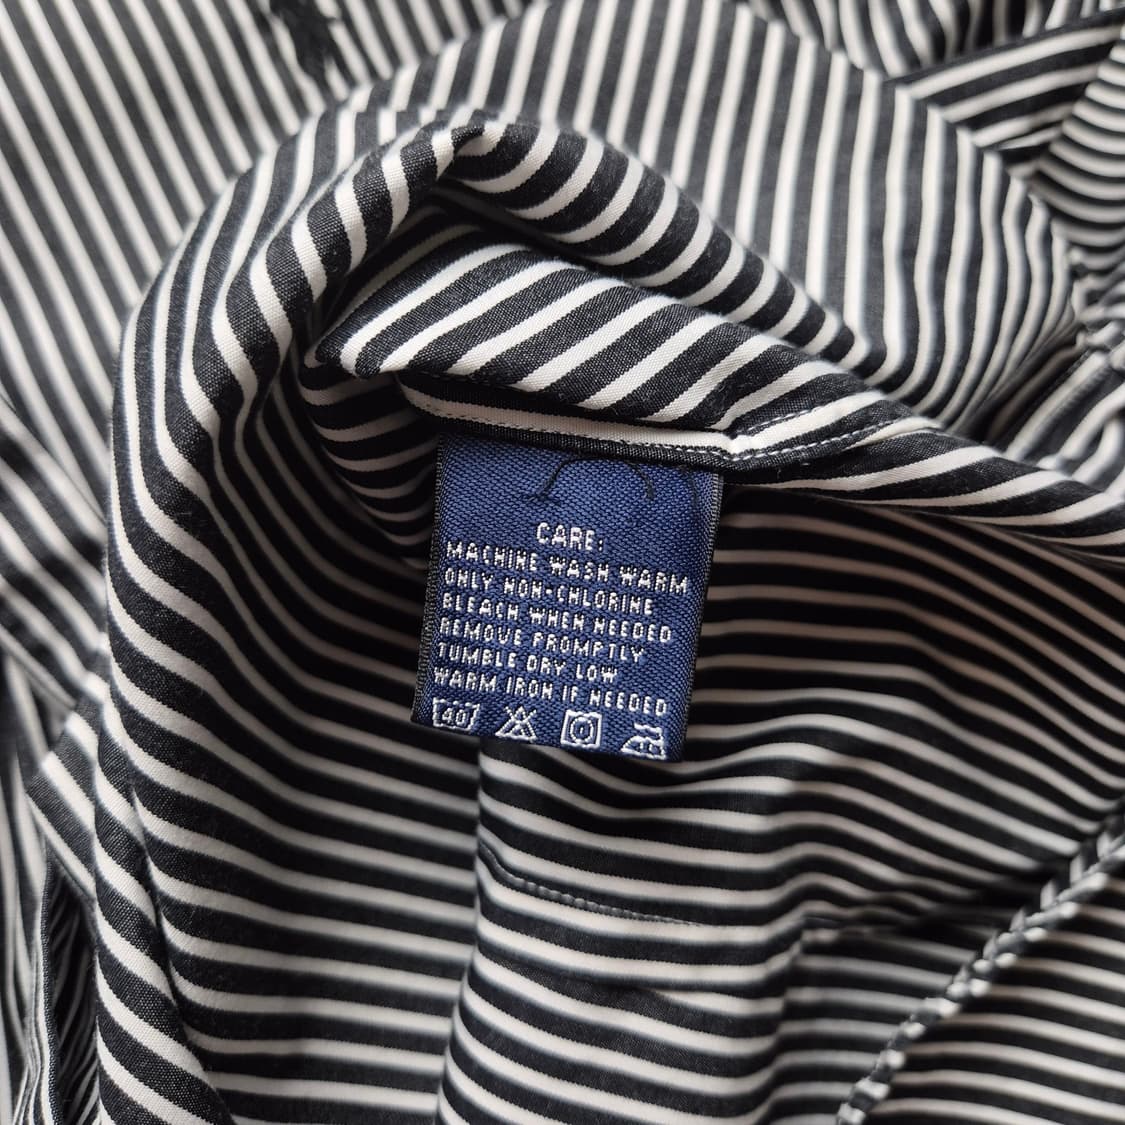 CARE:
MACHINE WASH WARM
ONLY NON-CHLORINE
BLEACH WHEN NEEDED
REMOVE PROMPTLY
TUMBLE DRY LOW
WARM IRON IF NEEDED
40